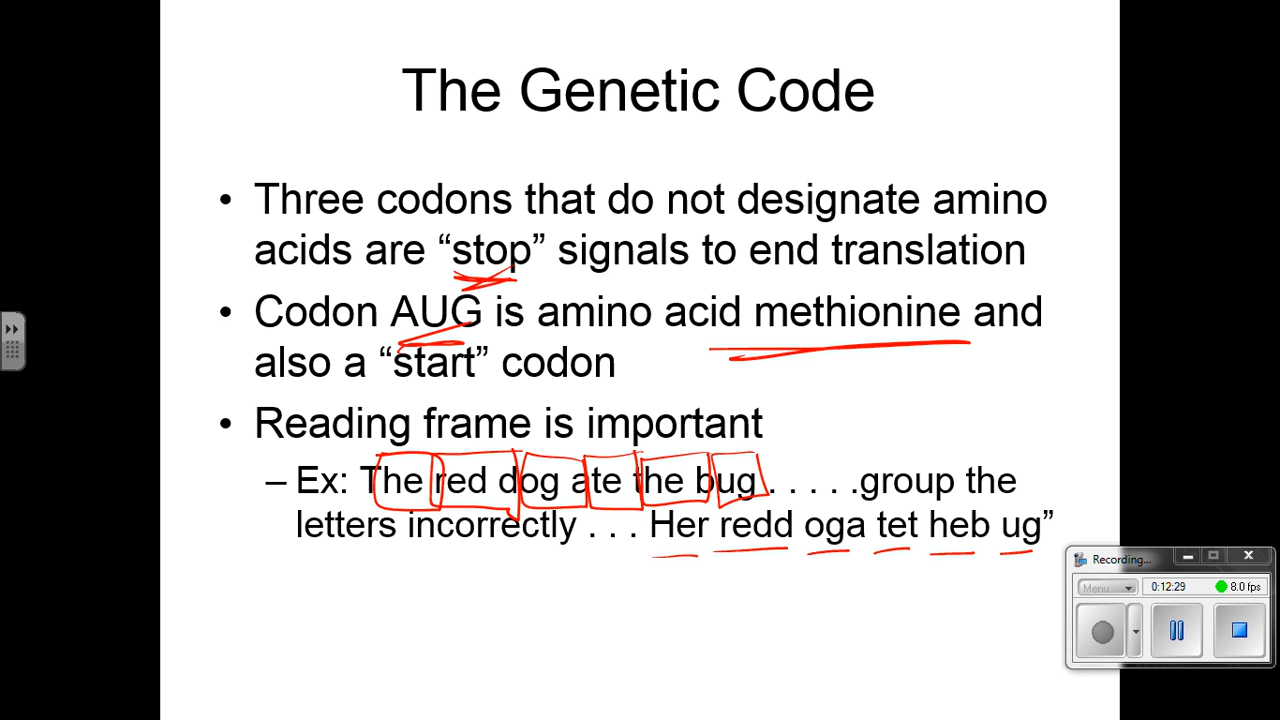 The Genetic Code
• Three codons that do not designate amino
acids are “stop” signals to end translation
• Codon AUG is amino acid methionine and
also a “start” codon
• Reading frame is important
– Ex: The red dog ate the bug . . . . .group the
letters incorrectly . . . Her redd oga tet heb ug”
Recording...
Menu
0:12:29
8.0 fps